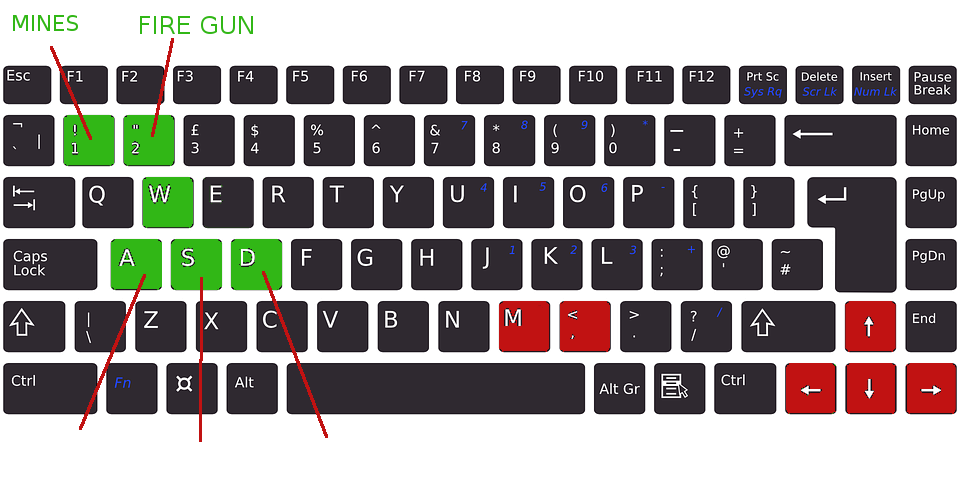 MINES FIRE GUN
Esc F1 F2 F3 F4 F5 F6 F7 F8 F9 F10 F11 F12 Prt Sc Delete Insert Pause
Sys Rq Scr Lk Num Lk Break
¬ | ! " £ $ % ^ & 7 * 8 ( 9 ) * — + Home
` 1 2 3 4 5 6 7 8 9 0 - =
Q W E R T Y U 4 I 5 O 6 P - { } PgUp
[ ]
Caps A S D F G H J 1 K 2 L 3 : + @ ~ PgDn
Lock ; ' #
| Z X C V B N M < > ? / End
\ , . /
Ctrl Fn Alt Alt Gr Ctrl